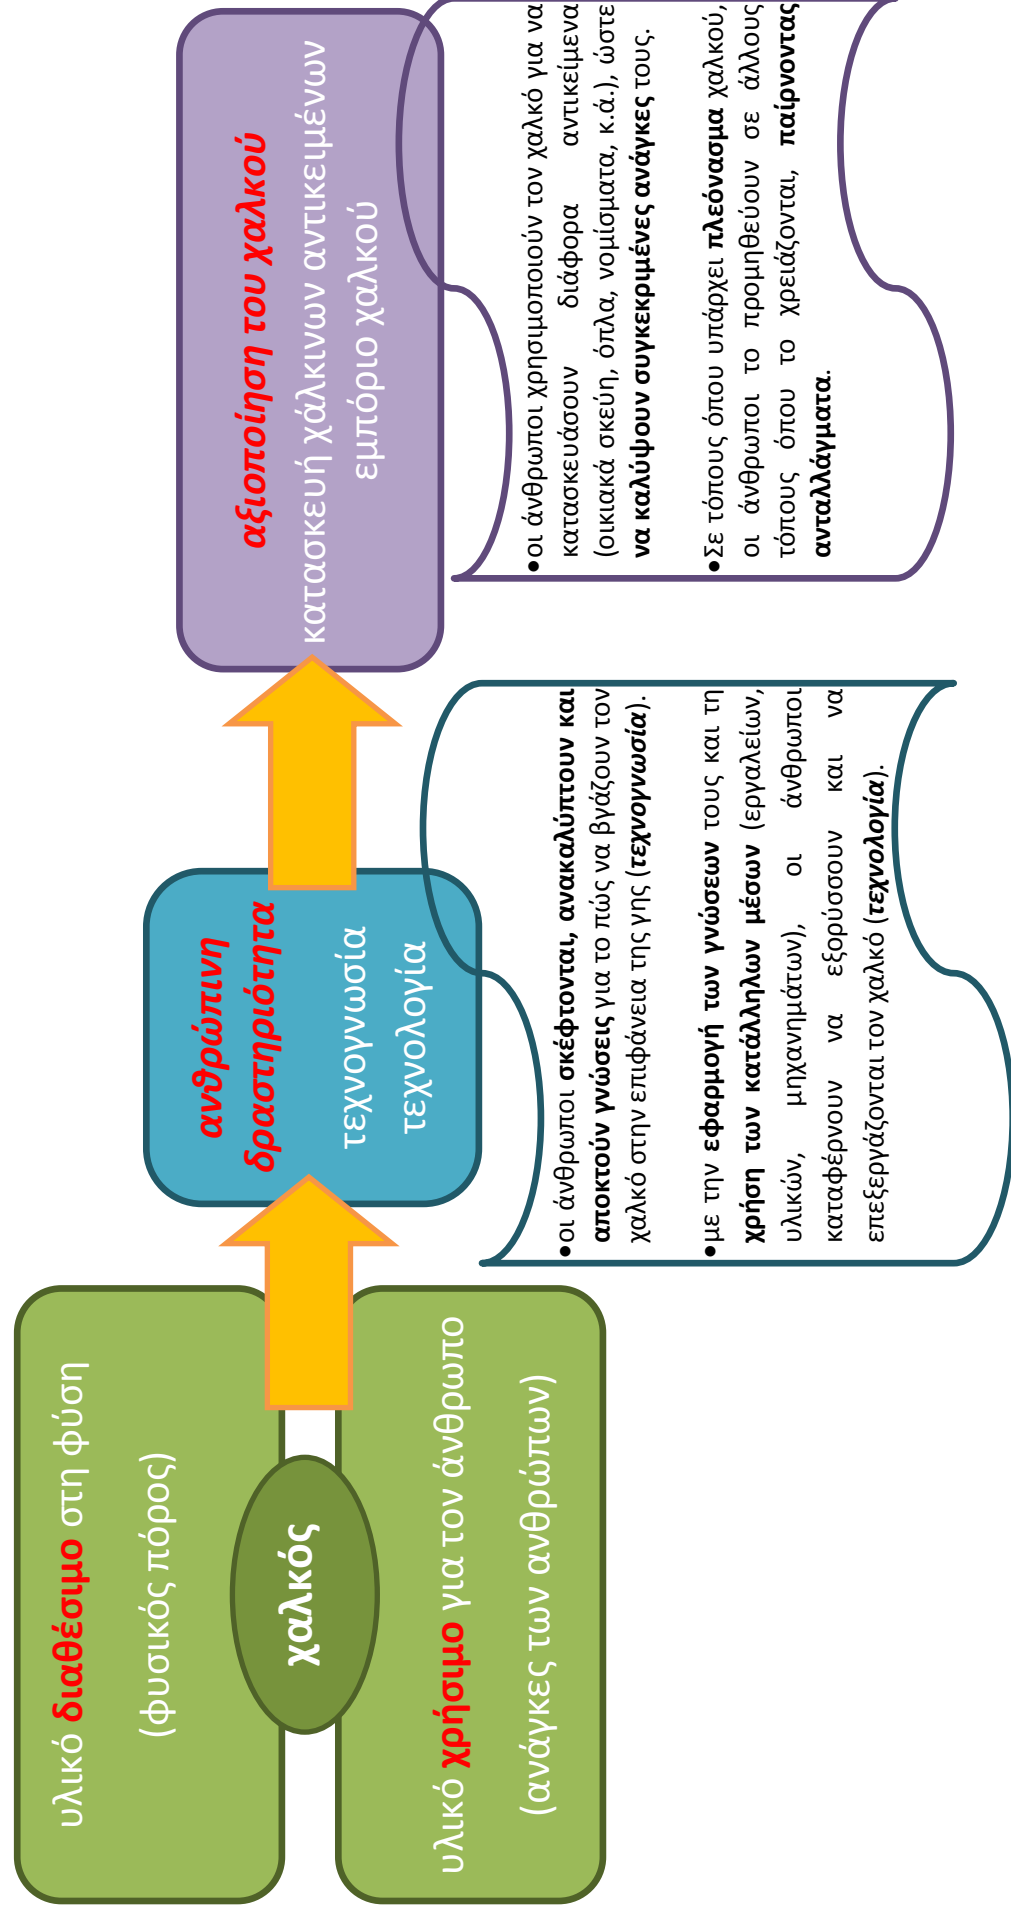 υλικό διαθέσιμο στη φύση
(φυσικός πόρος)
χαλκός
υλικό χρήσιμο για τον άνθρωπο
(ανάγκες των ανθρώπων)
ανθρώπινη
δραστηριότητα
τεχνογνωσία
τεχνολογία
•οι άνθρωποι σκέφτονται, ανακαλύπτουν και
αποκτούν γνώσεις για το πώς να βγάζουν τον
χαλκό στην επιφάνεια της γης (τεχνογνωσία).
•με την εφαρμογή των γνώσεων τους και τη
χρήση των κατάλληλων μέσων (εργαλείων,
υλικών, μηχανημάτων), οι άνθρωποι
καταφέρνουν να εξορύσσουν και να
επεξεργάζονται τον χαλκό (τεχνολογία).
αξιοποίηση του χαλκού
κατασκευή χάλκινων αντικειμένων
εμπόριο χαλκού
•οι άνθρωποι χρησιμοποιούν τον χαλκό για να
κατασκευάσουν διάφορα αντικείμενα
(οικιακά σκεύη, όπλα, νομίσματα, κ.ά.), ώστε
να καλύψουν συγκεκριμένες ανάγκες τους.
•Σε τόπους όπου υπάρχει πλεόνασμα χαλκού,
οι άνθρωποι το προμηθεύουν σε άλλους
τόπους όπου το χρειάζονται, παίρνοντας
ανταλλάγματα.